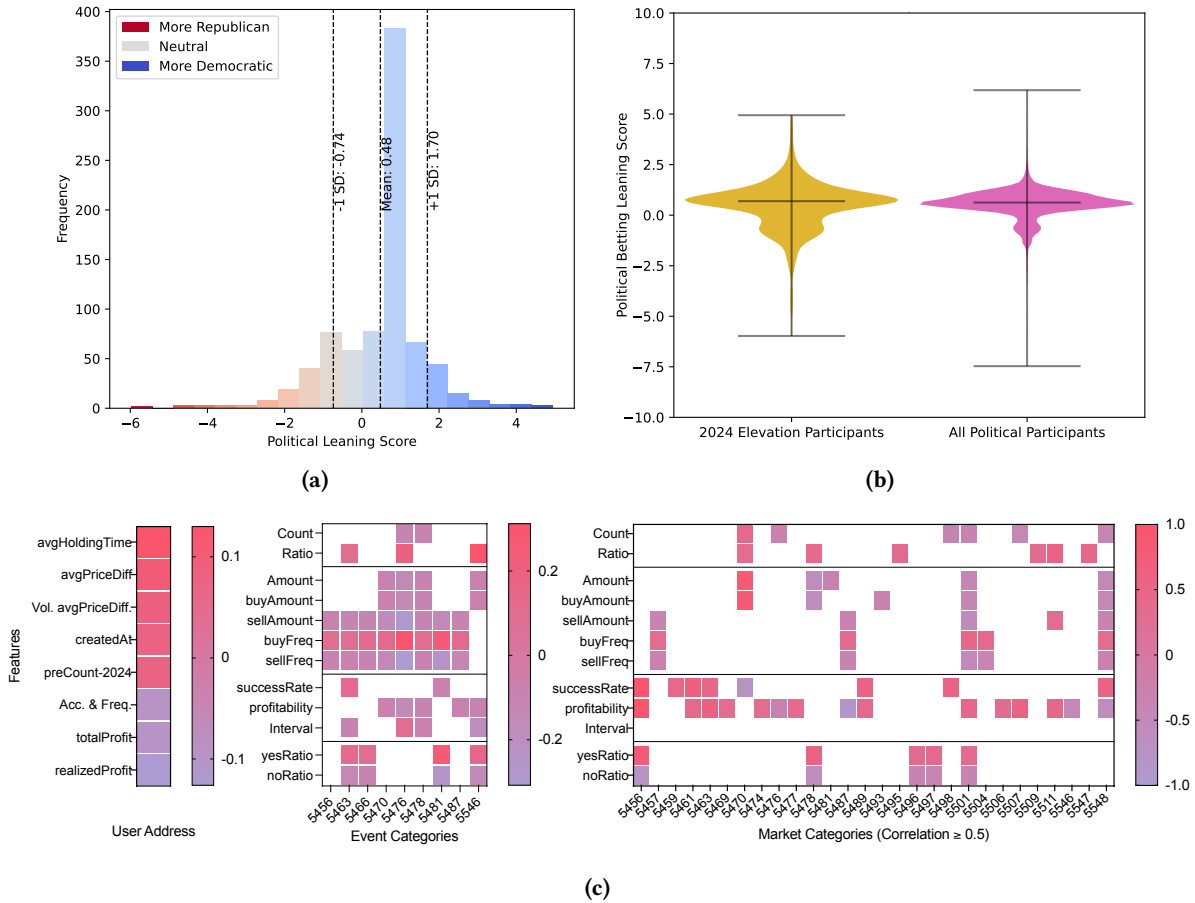 400
350
300
250
200
150
100
50
0
Frequency
More Republican
Neutral
More Democratic
-1 SD: -0.74
Mean: 0.48
+1 SD: 1.70
−6 −4 −2 0 2 4
Political Leaning Score
(a)
10.0
7.5
5.0
2.5
0.0
−2.5
−5.0
−7.5
−10.0
Political Betting Leaning Score
2024 Elevation Participants All Political Participants
(b)
Features
avgHoldingTime
avgPriceDiff
Vol. avgPriceDiff.
createdAt
preCount-2024
Acc. & Freq.
totalProfit
realizedProfit
0.1
0
-0.1
User Address
Count
Ratio
Amount
buyAmount
sellAmount
buyFreq
sellFreq
successRate
profitability
Interval
yesRatio
noRatio
5456 5463 5466 5470 5476 5478 5481 5487 5546
Event Categories
0.2
0
-0.2
Count
Ratio
Amount
buyAmount
sellAmount
buyFreq
sellFreq
successRate
profitability
Interval
yesRatio
noRatio
5456 5457 5459 5461 5463 5469 5470 5474 5476 5477 5478 5481 5487 5489 5493 5495 5496 5497 5498 5501 5504 5506 5507 5509 5511 5546 5547 5548
Market Categories (Correlation ≥ 0.5)
1.0
0.5
0
-0.5
-1.0
(c)